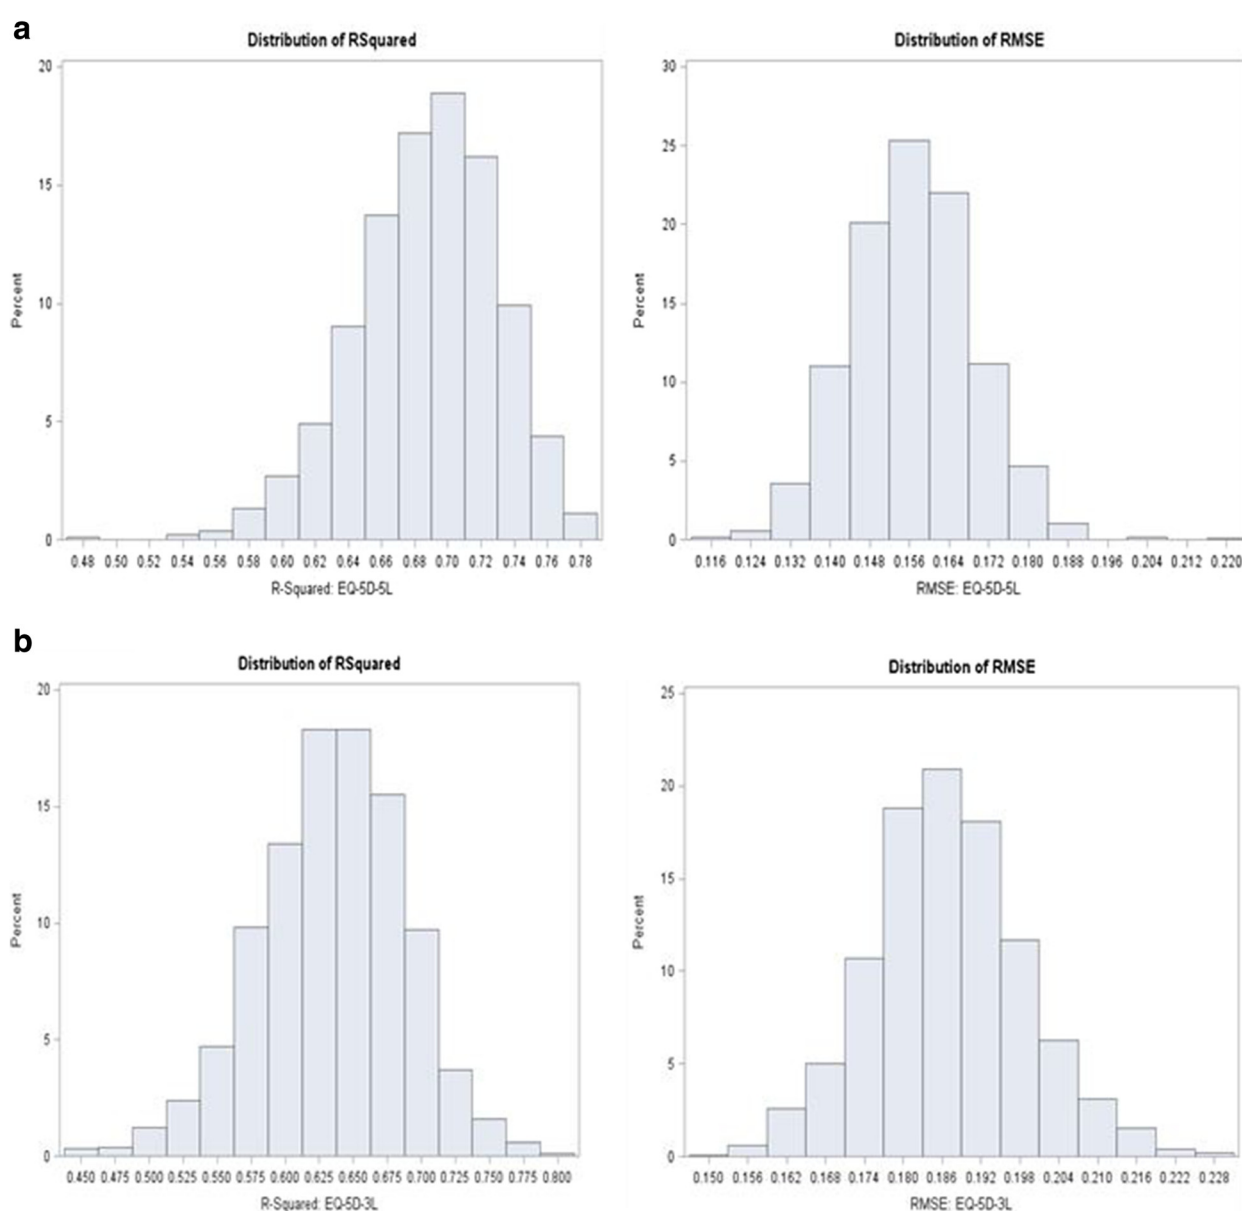 a
Distribution of RSquared
20
15
10
5
0
Percent
0.48 0.50 0.52 0.54 0.56 0.58 0.60 0.62 0.64 0.66 0.68 0.70 0.72 0.74 0.76 0.78
R-Squared: EQ-5D-5L
Distribution of RMSE
30
25
20
15
10
5
0
Percent
0.116 0.124 0.132 0.140 0.148 0.156 0.164 0.172 0.180 0.188 0.196 0.204 0.212 0.220
RMSE: EQ-5D-5L
b
Distribution of RSquared
20
15
10
5
0
Percent
0.450 0.475 0.500 0.525 0.550 0.575 0.600 0.625 0.650 0.675 0.700 0.725 0.750 0.775 0.800
R-Squared: EQ-5D-3L
Distribution of RMSE
25
20
15
10
5
0
Percent
0.150 0.156 0.162 0.168 0.174 0.180 0.186 0.192 0.198 0.204 0.210 0.216 0.222 0.228
RMSE: EQ-5D-3L